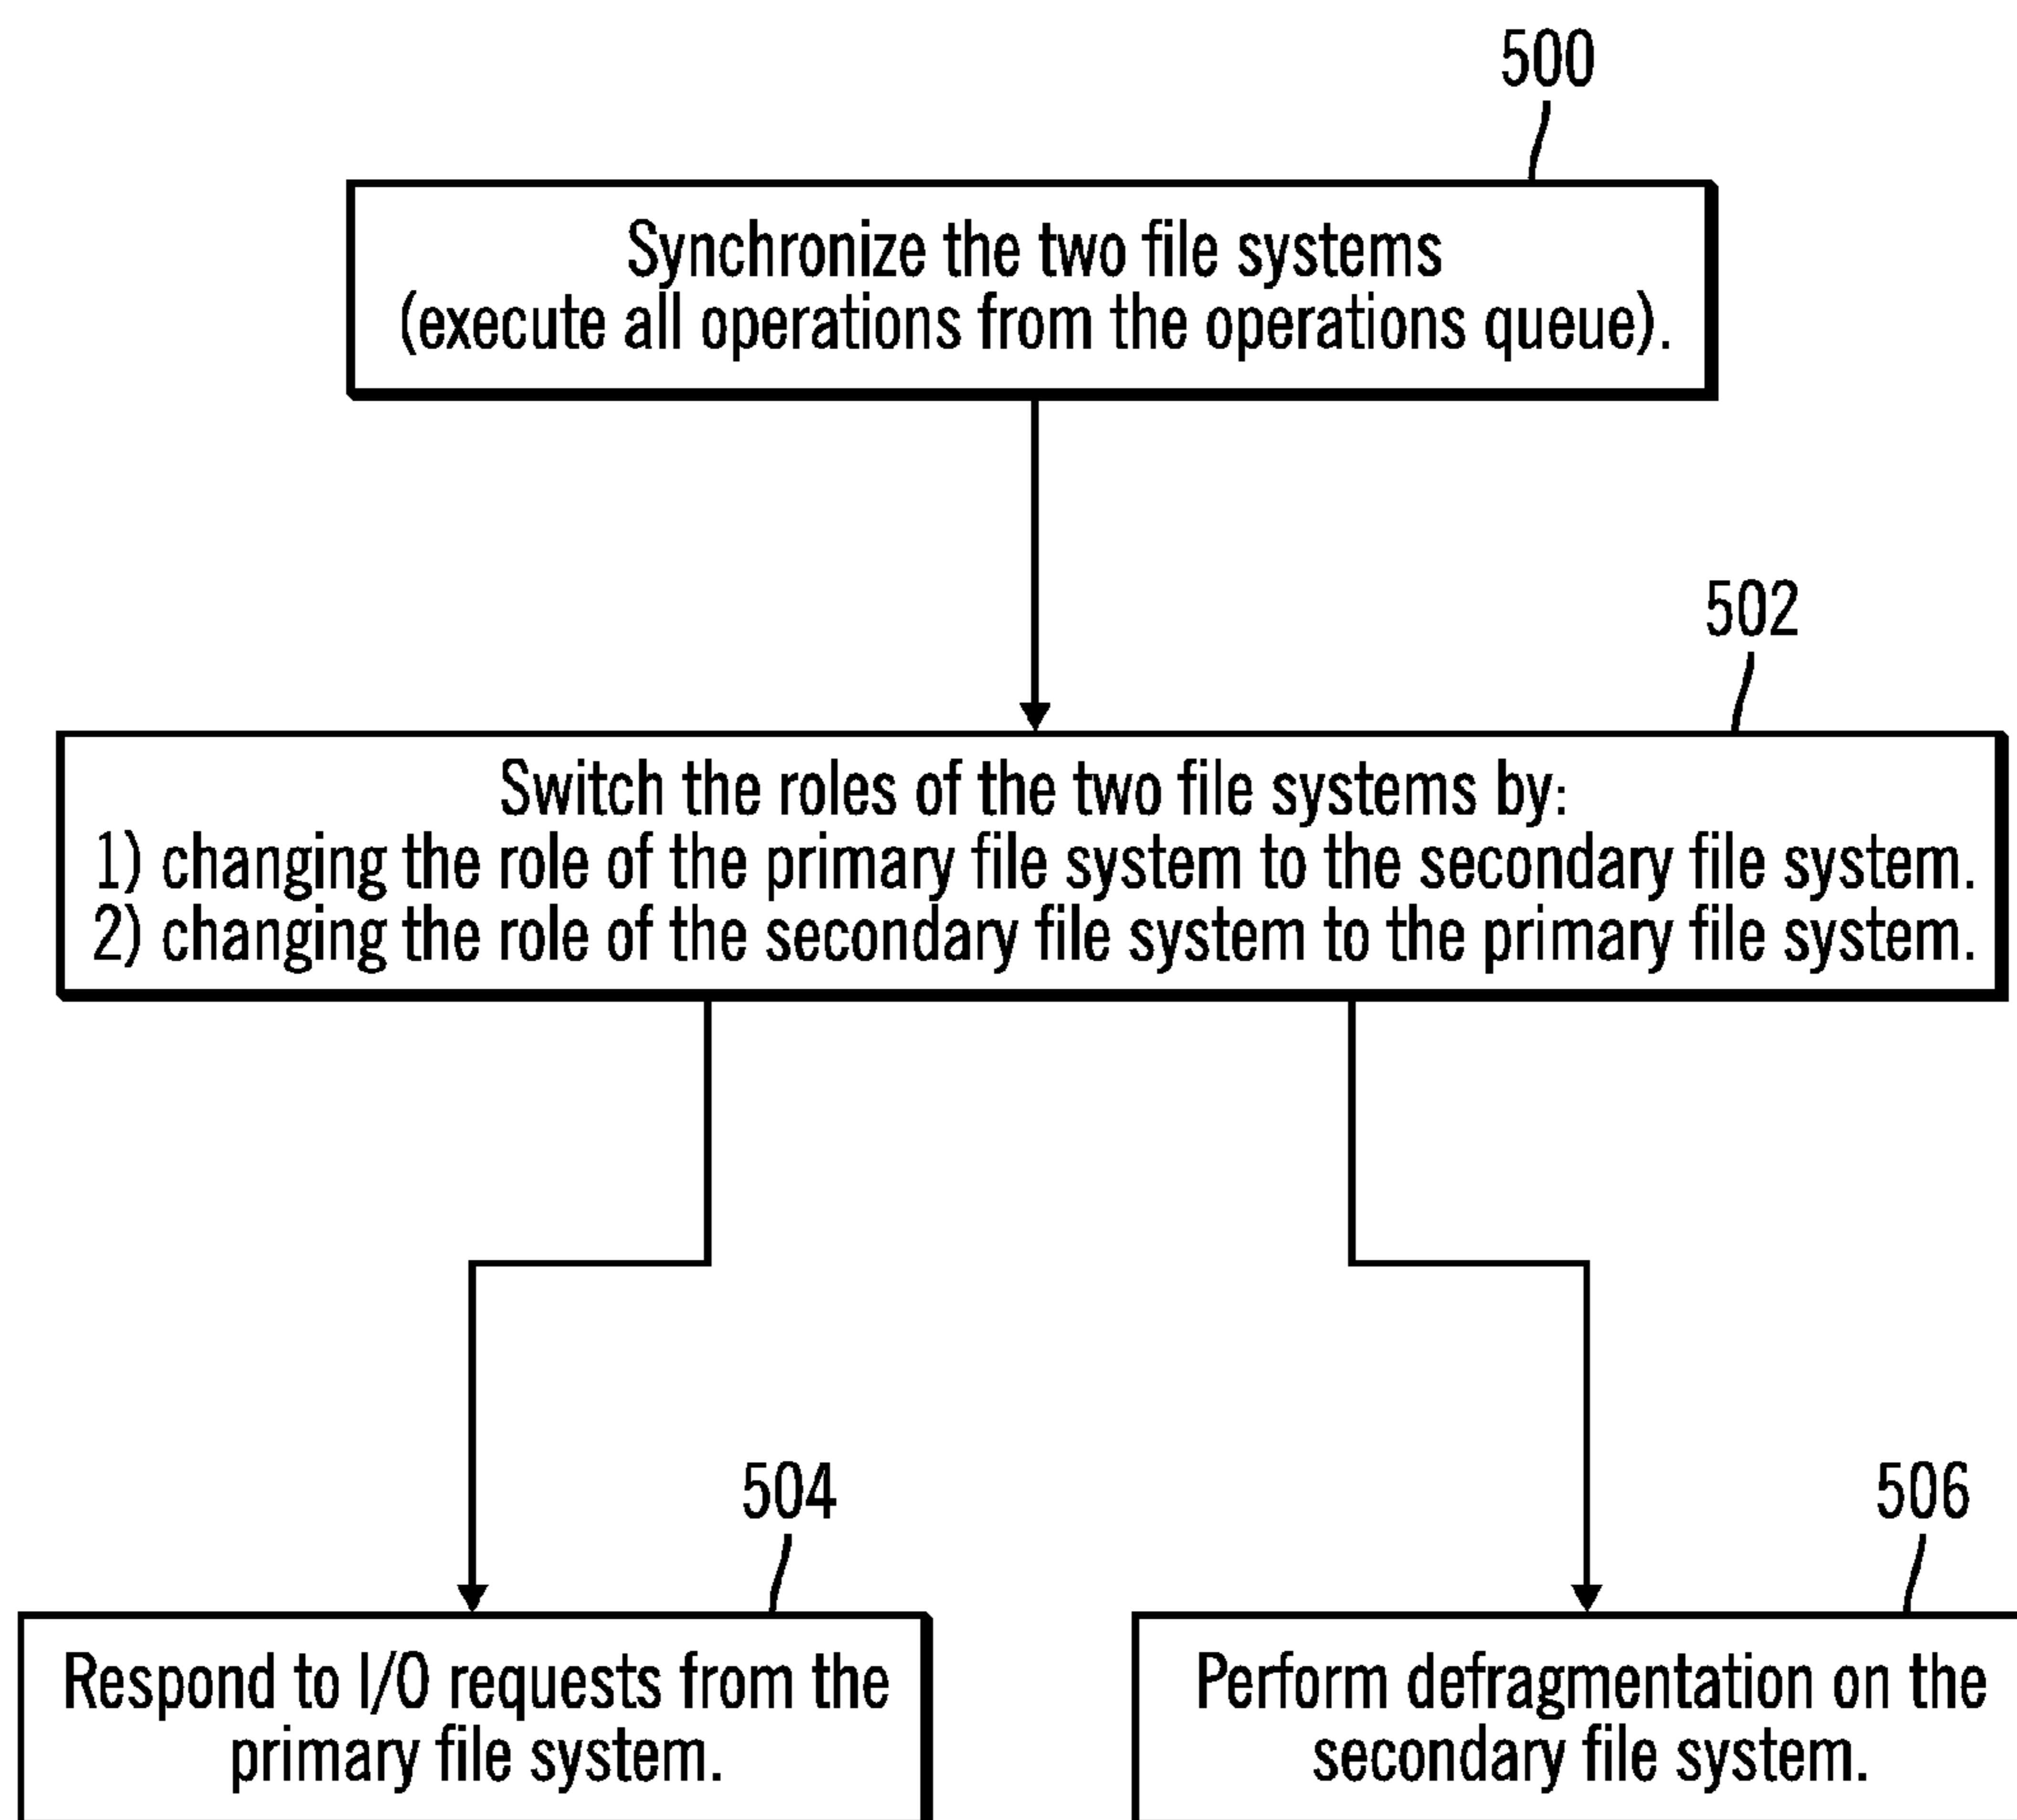 500
Synchronize the two file systems
(execute all operations from the operations queue).
502
Switch the roles of the two file systems by:
1) changing the role of the primary file system to the secondary file system.
2) changing the role of the secondary file system to the primary file system.
504
Respond to I/O requests from the
primary file system.
506
Perform defragmentation on the
secondary file system.